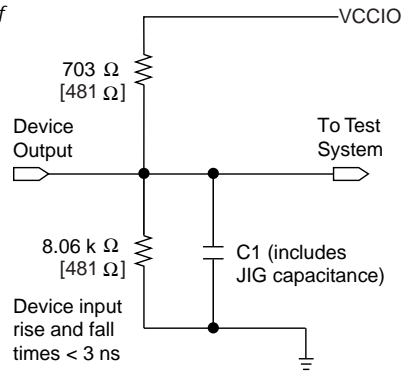 f
VCCIO
703 Ω
[481 Ω]
Device
Output
To Test
System
8.06 k Ω
[481 Ω]
C1 (includes
JIG capacitance)
Device input
rise and fall
times < 3 ns